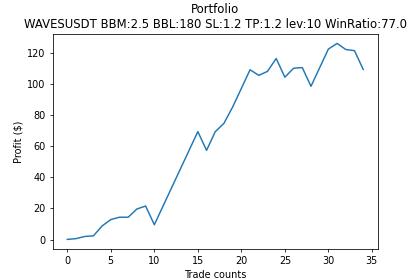 Portfolio
WAVESUSDT BBM:2.5 BBL:180 SL:1.2 TP:1.2 lev:10 WinRatio:77.0
120
100
80
60
40
20
0
Profit ($)
0 5 10 15 20 25 30 35
Trade counts